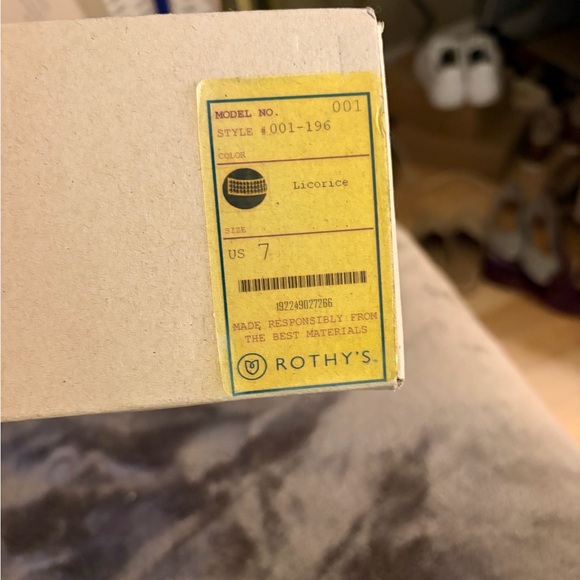 MODEL NO. 001
STYLE # 001-196
COLOR
Licorice
SIZE
US 7
192249027266
MADE RESPONSIBLY FROM
THE BEST MATERIALS
ROTHY'S